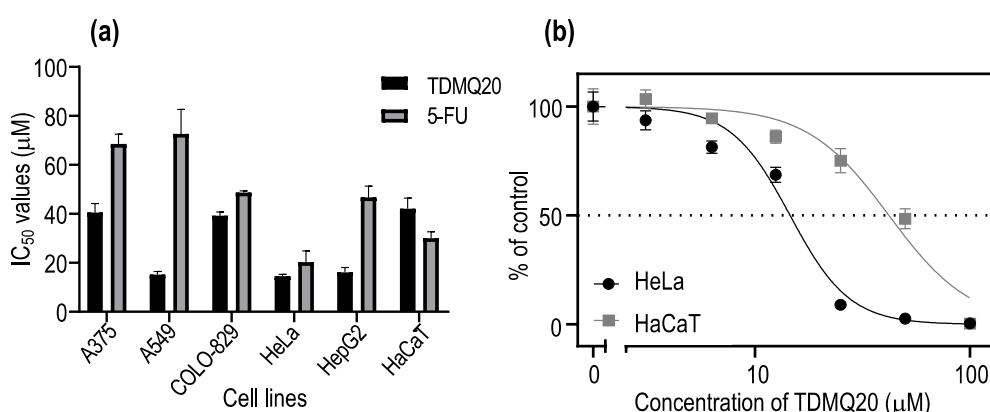 (a)
100
80
60
40
20
0
IC50 values (μM)
TDMQ20
5-FU
A375
A549
COLO-829
HeLa
HepG2
HaCaT
Cell lines
(b)
100
50
0
% of control
HeLa
HaCaT
0
10
100
Concentration of TDMQ20 (μM)